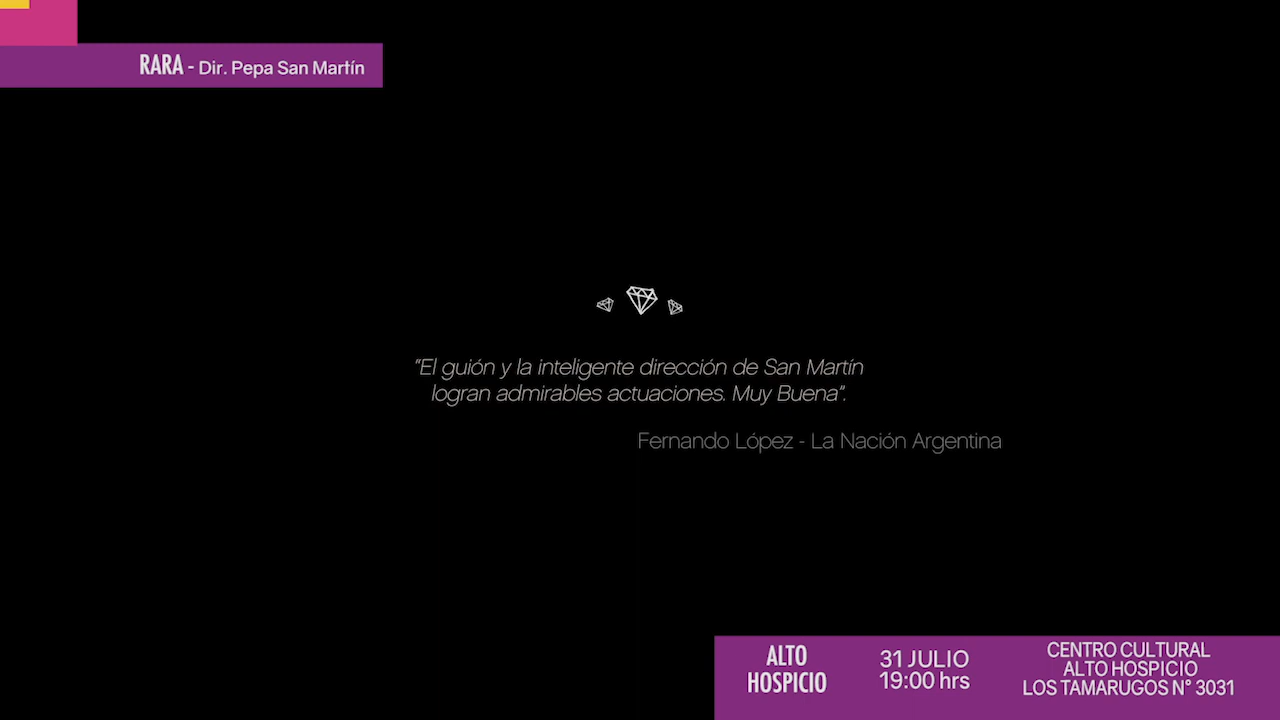 RARA - Dir. Pepa San Martín
"El guión y la inteligente dirección de San Martín
logran admirables actuaciones. Muy Buena".
Fernando López - La Nación Argentina
ALTO
HOSPICIO
31 JULIO
19:00 hrs
CENTRO CULTURAL
ALTO HOSPICIO
LOS TAMARUGOS N° 3031